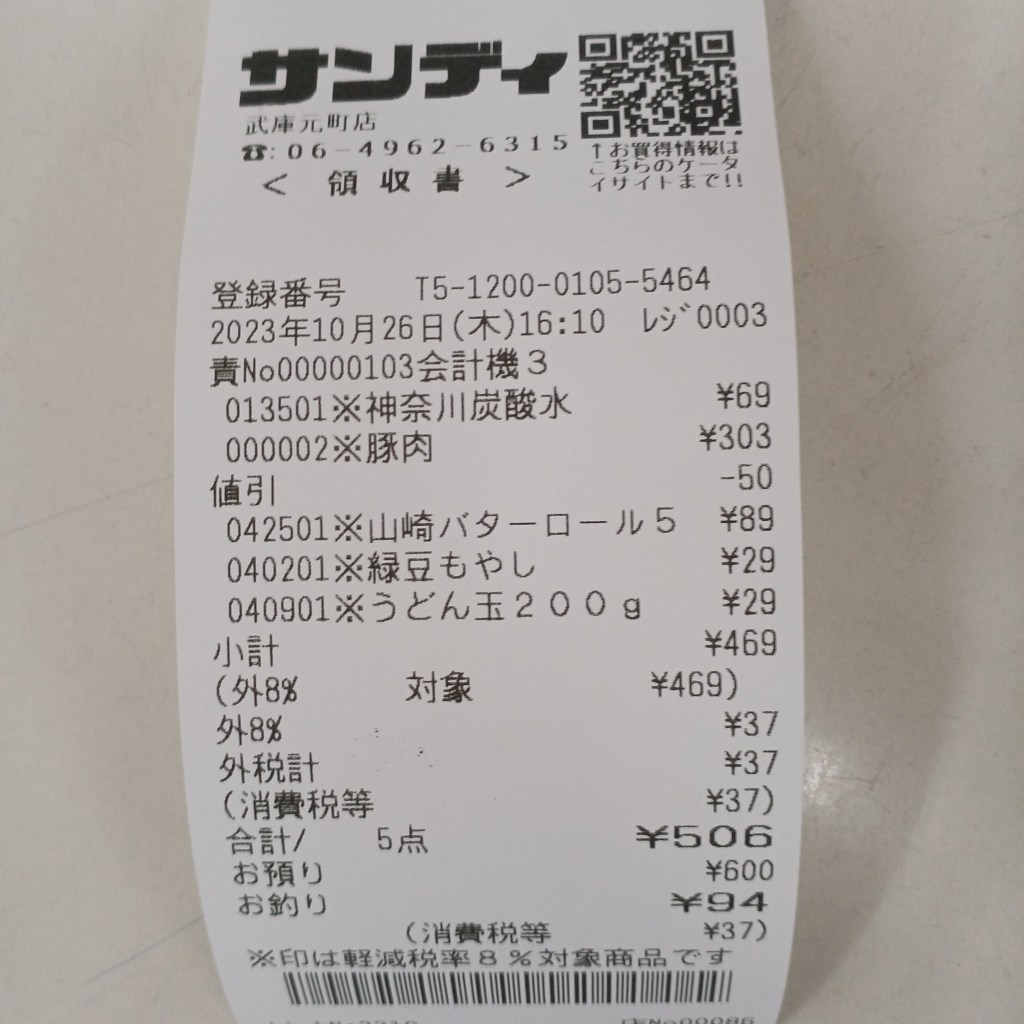 サンディ
武庫元町店
☎:06-4962-6315
↑お買得情報は
こちらのケータ
イサイトまで!!
< 領収書 >
登録番号 T5-1200-0105-5464
2023年10月26日(木)16:10 ﾚｼﾞ0003
責No00000103会計機３
013501※神奈川炭酸水 ¥69
000002※豚肉 ¥303
値引 -50
042501※山崎バターロール５ ¥89
040201※緑豆もやし ¥29
040901※うどん玉２００ｇ ¥29
小計 ¥469
(外8% 対象 ¥469)
外8% ¥37
外税計 ¥37
(消費税等 ¥37)
合計/ 5点 ¥506
お預り ¥600
お釣り ¥94
(消費税等 ¥37)
※印は軽減税率８％対象商品です